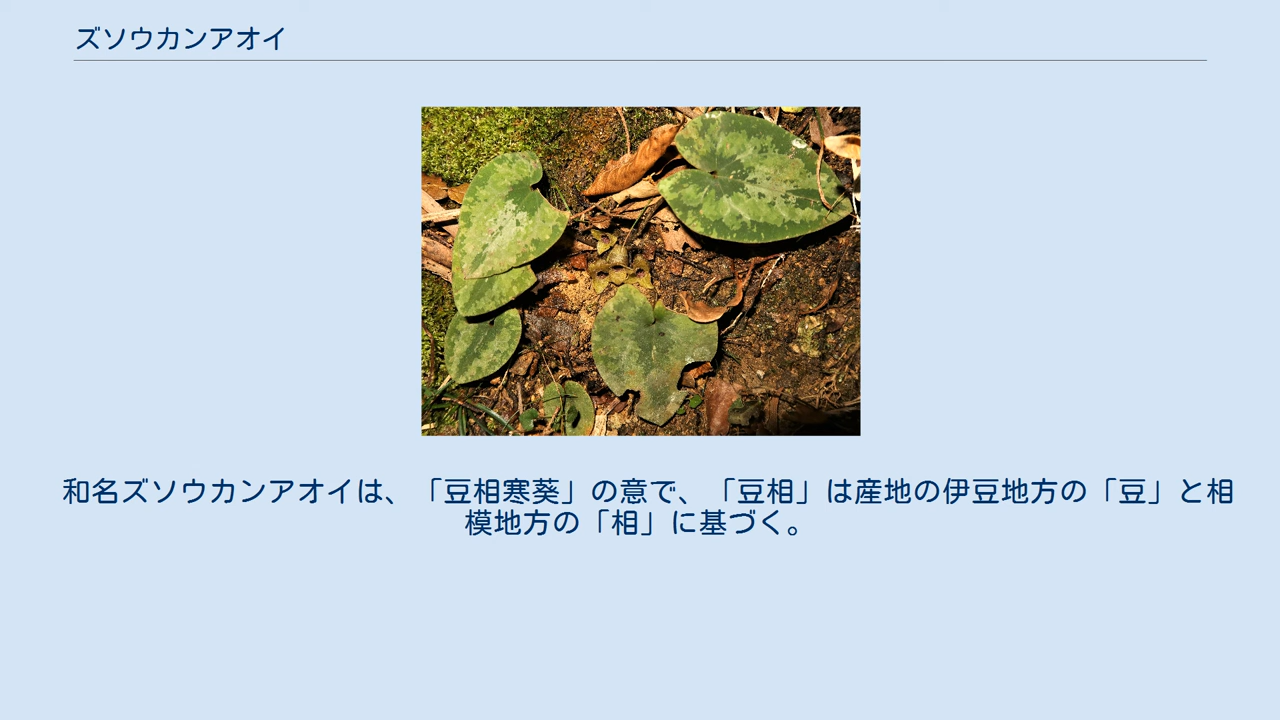 ズソウカンアオイ
和名ズソウカンアオイは、「豆相寒葵」の意で、「豆相」は産地の伊豆地方の「豆」と相
模地方の「相」に基づく。